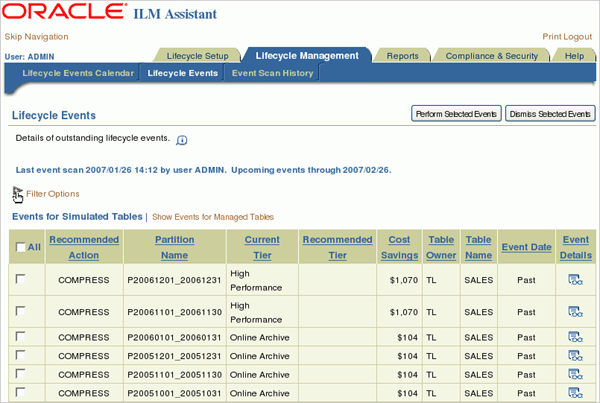 ORACLE ILM Assistant
Skip Navigation
Print Logout
User: ADMIN
Lifecycle Setup Lifecycle Management Reports Compliance & Security Help
Lifecycle Events Calendar Lifecycle Events Event Scan History
Lifecycle Events
Perform Selected Events Dismiss Selected Events
Details of outstanding lifecycle events.
Last event scan 2007/01/26 14:12 by user ADMIN. Upcoming events through 2007/02/26.
Filter Options
Events for Simulated Tables | Show Events for Managed Tables
All Recommended Action Partition Name Current Tier Recommended Tier Cost Savings Table Owner Table Name Event Date Event Details
COMPRESS P20061201_20061231 High Performance $1,070 TL SALES Past
COMPRESS P20061101_20061130 High Performance $1,070 TL SALES Past
COMPRESS P20060101_20060131 Online Archive $104 TL SALES Past
COMPRESS P20051201_20051231 Online Archive $104 TL SALES Past
COMPRESS P20051101_20051130 Online Archive $104 TL SALES Past
COMPRESS P20051001_20051031 Online Archive $104 TL SALES Past